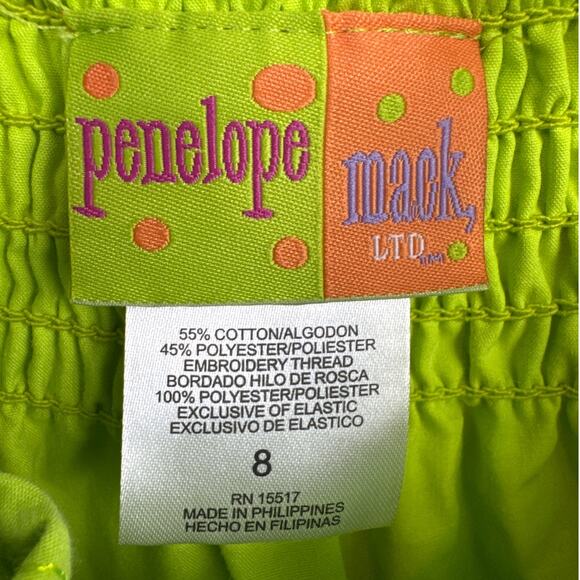 penelope
mack,
LTD
55% COTTON/ALGODON
45% POLYESTER/POLIESTER
EMBROIDERY THREAD
BORDADO HILO DE ROSCA
100% POLYESTER/POLIESTER
EXCLUSIVE OF ELASTIC
EXCLUSIVO DE ELASTICO
8
RN 15517
MADE IN PHILIPPINES
HECHO EN FILIPINAS